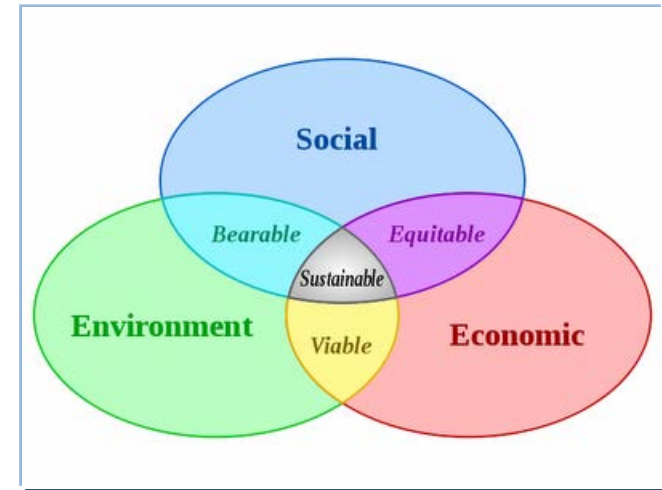 Social
Bearable
Equitable
Sustainable
Environment
Viable
Economic